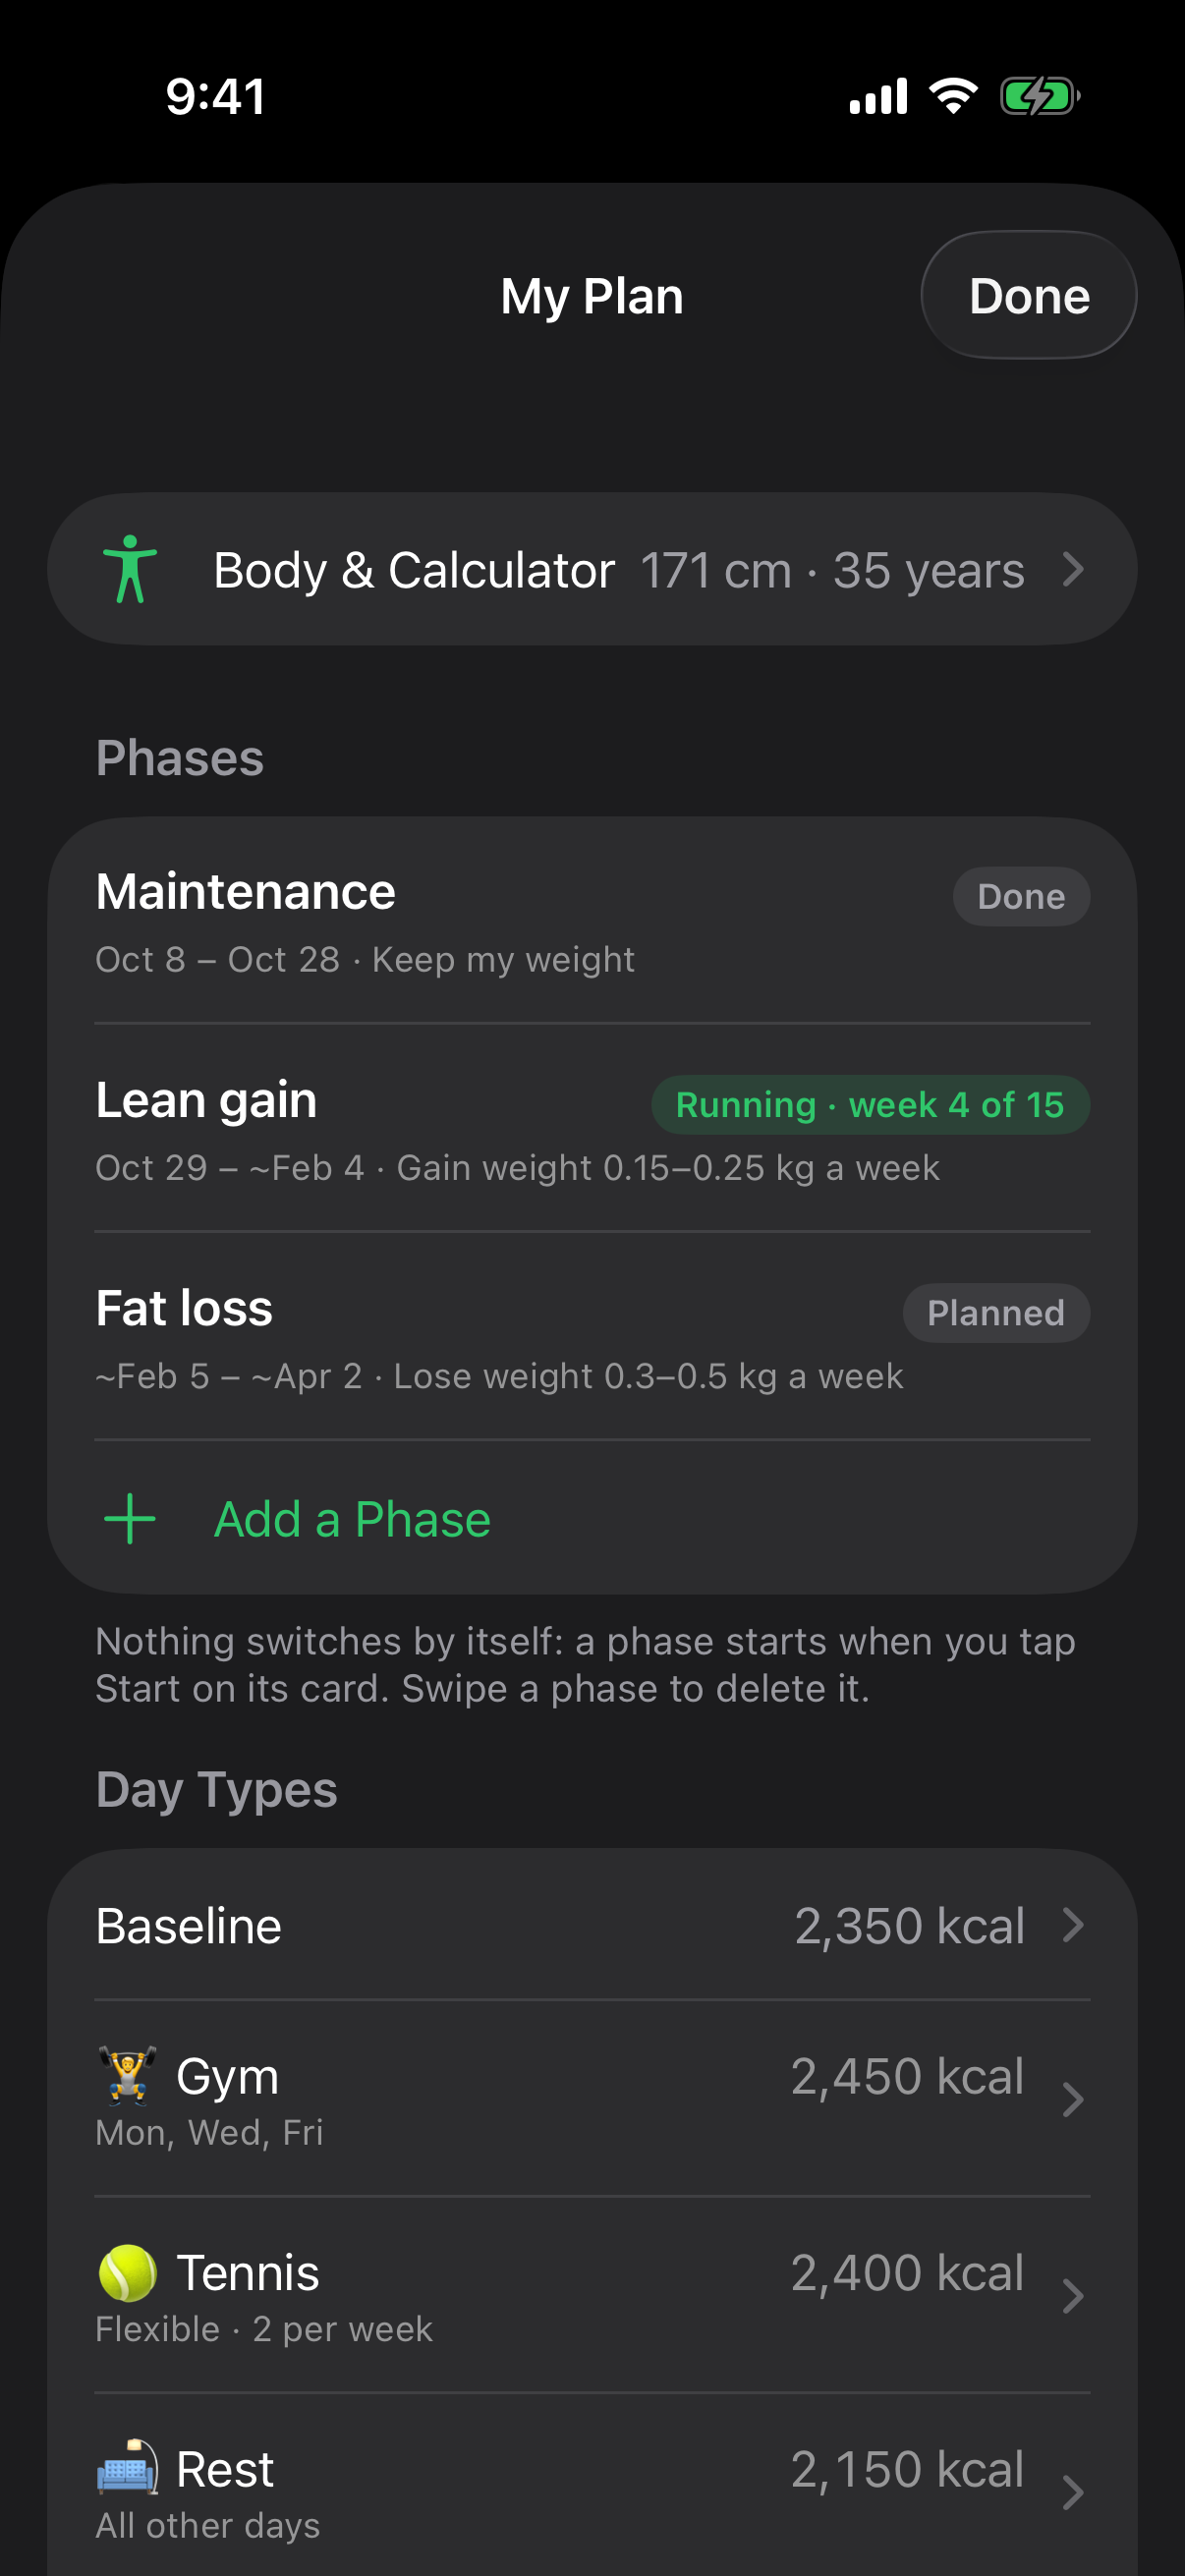 9:41
My Plan
Done
Body & Calculator 171 cm · 35 years
Phases
Maintenance
Done
Oct 8 – Oct 28 · Keep my weight
Lean gain
Running · week 4 of 15
Oct 29 – ~Feb 4 · Gain weight 0.15–0.25 kg a week
Fat loss
Planned
~Feb 5 – ~Apr 2 · Lose weight 0.3–0.5 kg a week
Add a Phase
Nothing switches by itself: a phase starts when you tap
Start on its card. Swipe a phase to delete it.
Day Types
Baseline 2,350 kcal
Gym 2,450 kcal
Mon, Wed, Fri
Tennis 2,400 kcal
Flexible · 2 per week
Rest 2,150 kcal
All other days